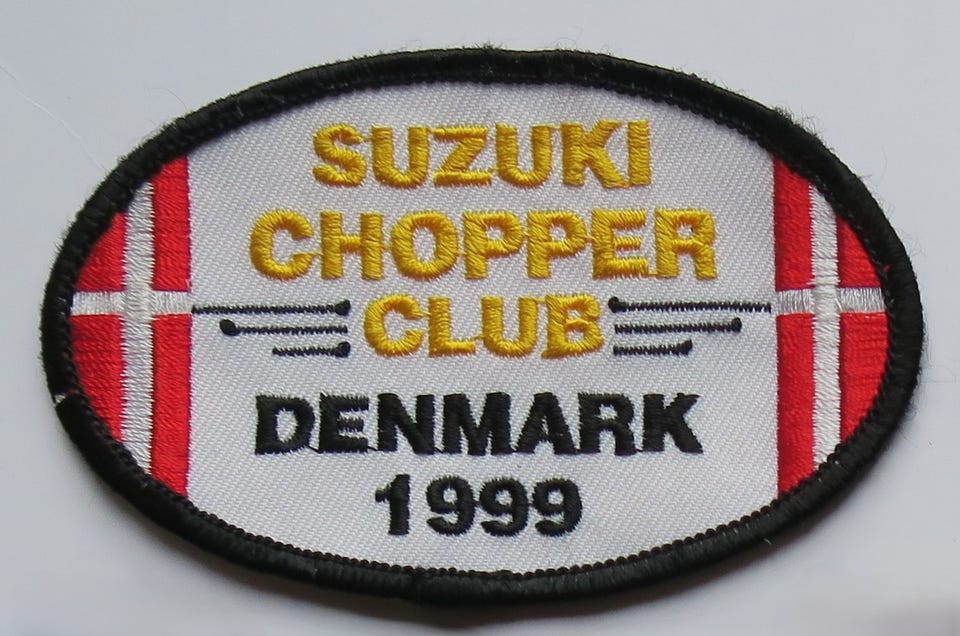 SUZUKI
CHOPPER
CLUB
DENMARK
1999